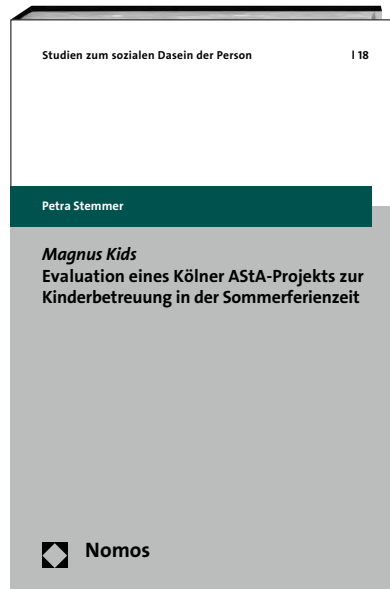 Studien zum sozialen Dasein der Person | 18
Petra Stemmer
Magnus Kids
Evaluation eines Kölner AStA-Projekts zur
Kinderbetreuung in der Sommerferienzeit
Nomos